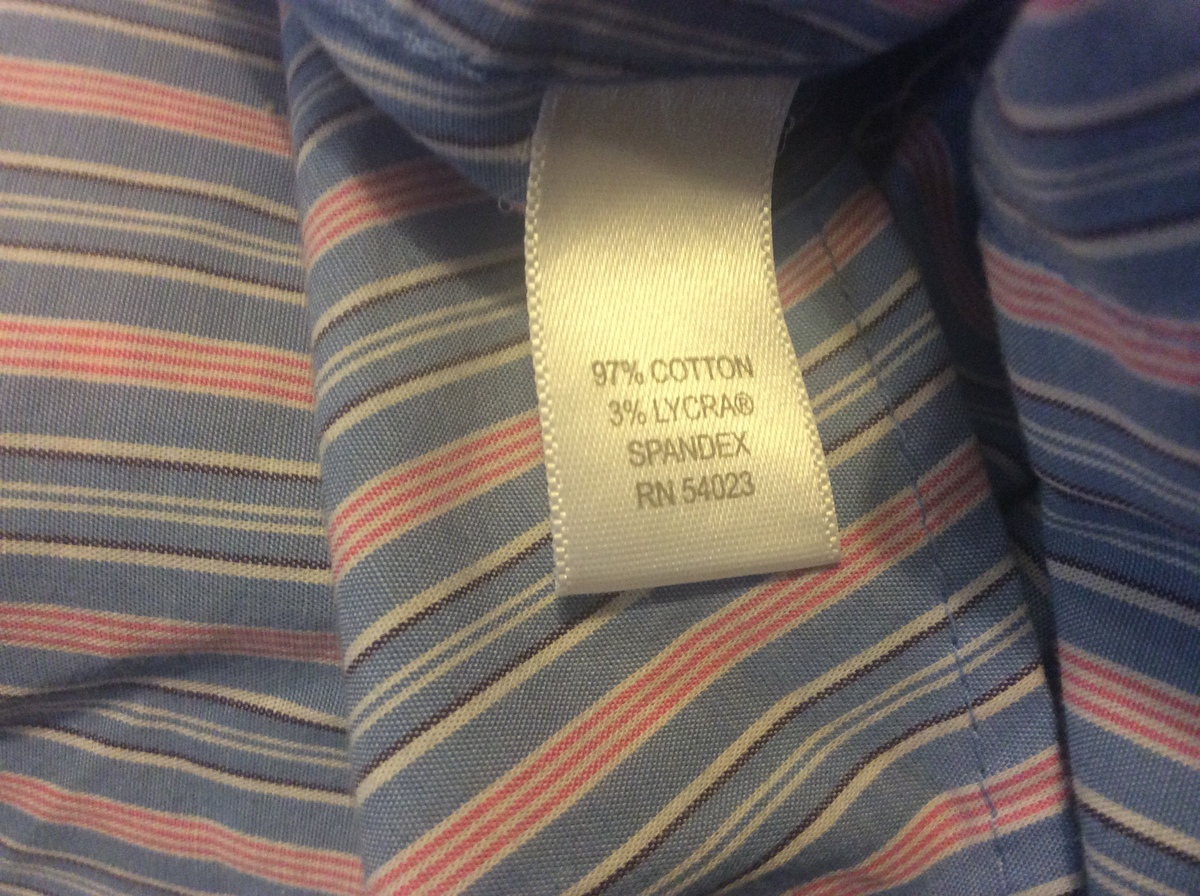 97% COTTON
3% LYCRA®
SPANDEX
RN 54023